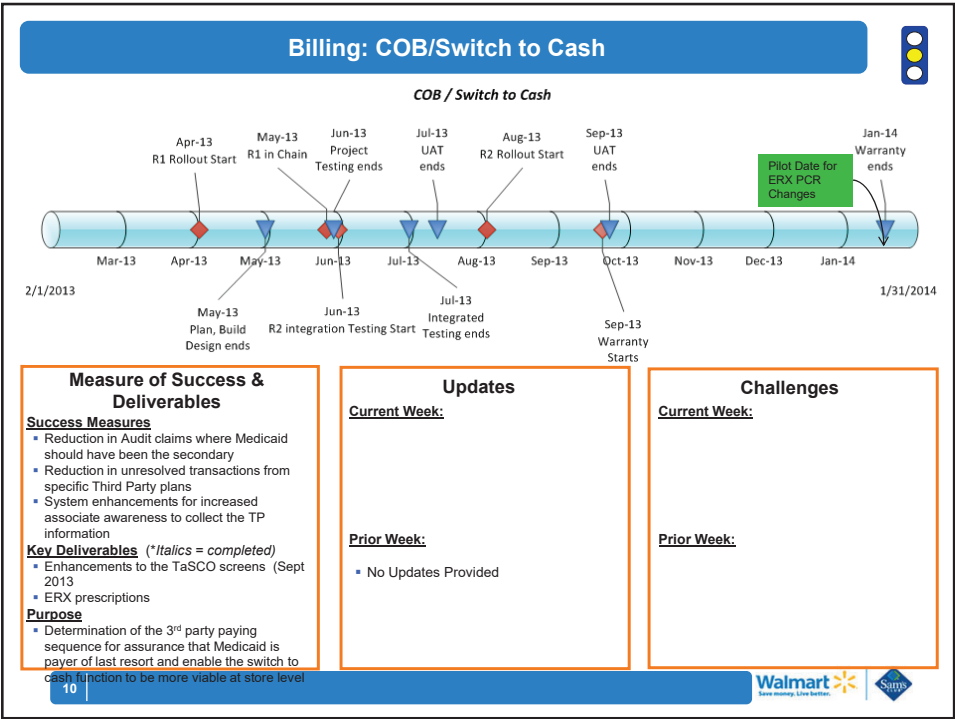 Billing: COB/Switch to Cash
COB / Switch to Cash
Apr-13
R1 Rollout Start
May-13
R1 in Chain
Jun-13
Project
Testing ends
Jul-13
UAT
ends
Aug-13
R2 Rollout Start
Sep-13
UAT
ends
Jan-14
Warranty
ends
Pilot Date for
ERX PCR
Changes
Mar-13 Apr-13 May-13 Jun-13 Jul-13 Aug-13 Sep-13 Oct-13 Nov-13 Dec-13 Jan-14
2/1/2013
1/31/2014
May-13
Plan, Build
Design ends
Jun-13
R2 integration Testing Start
Jul-13
Integrated
Testing ends
Sep-13
Warranty
Starts
Measure of Success &
Deliverables
Success Measures
▪ Reduction in Audit claims where Medicaid
should have been the secondary
▪ Reduction in unresolved transactions from
specific Third Party plans
▪ System enhancements for increased
associate awareness to collect the TP
information
Key Deliverables (*Italics = completed)
▪ Enhancements to the TaSCO screens (Sept
2013
▪ ERX prescriptions
Purpose
▪ Determination of the 3rd party paying
sequence for assurance that Medicaid is
payer of last resort and enable the switch to
cash function to be more viable at store level
Updates
Current Week:
Prior Week:
▪ No Updates Provided
Challenges
Current Week:
Prior Week:
10
Walmart
Save money. Live better.
Sam's
CLUB